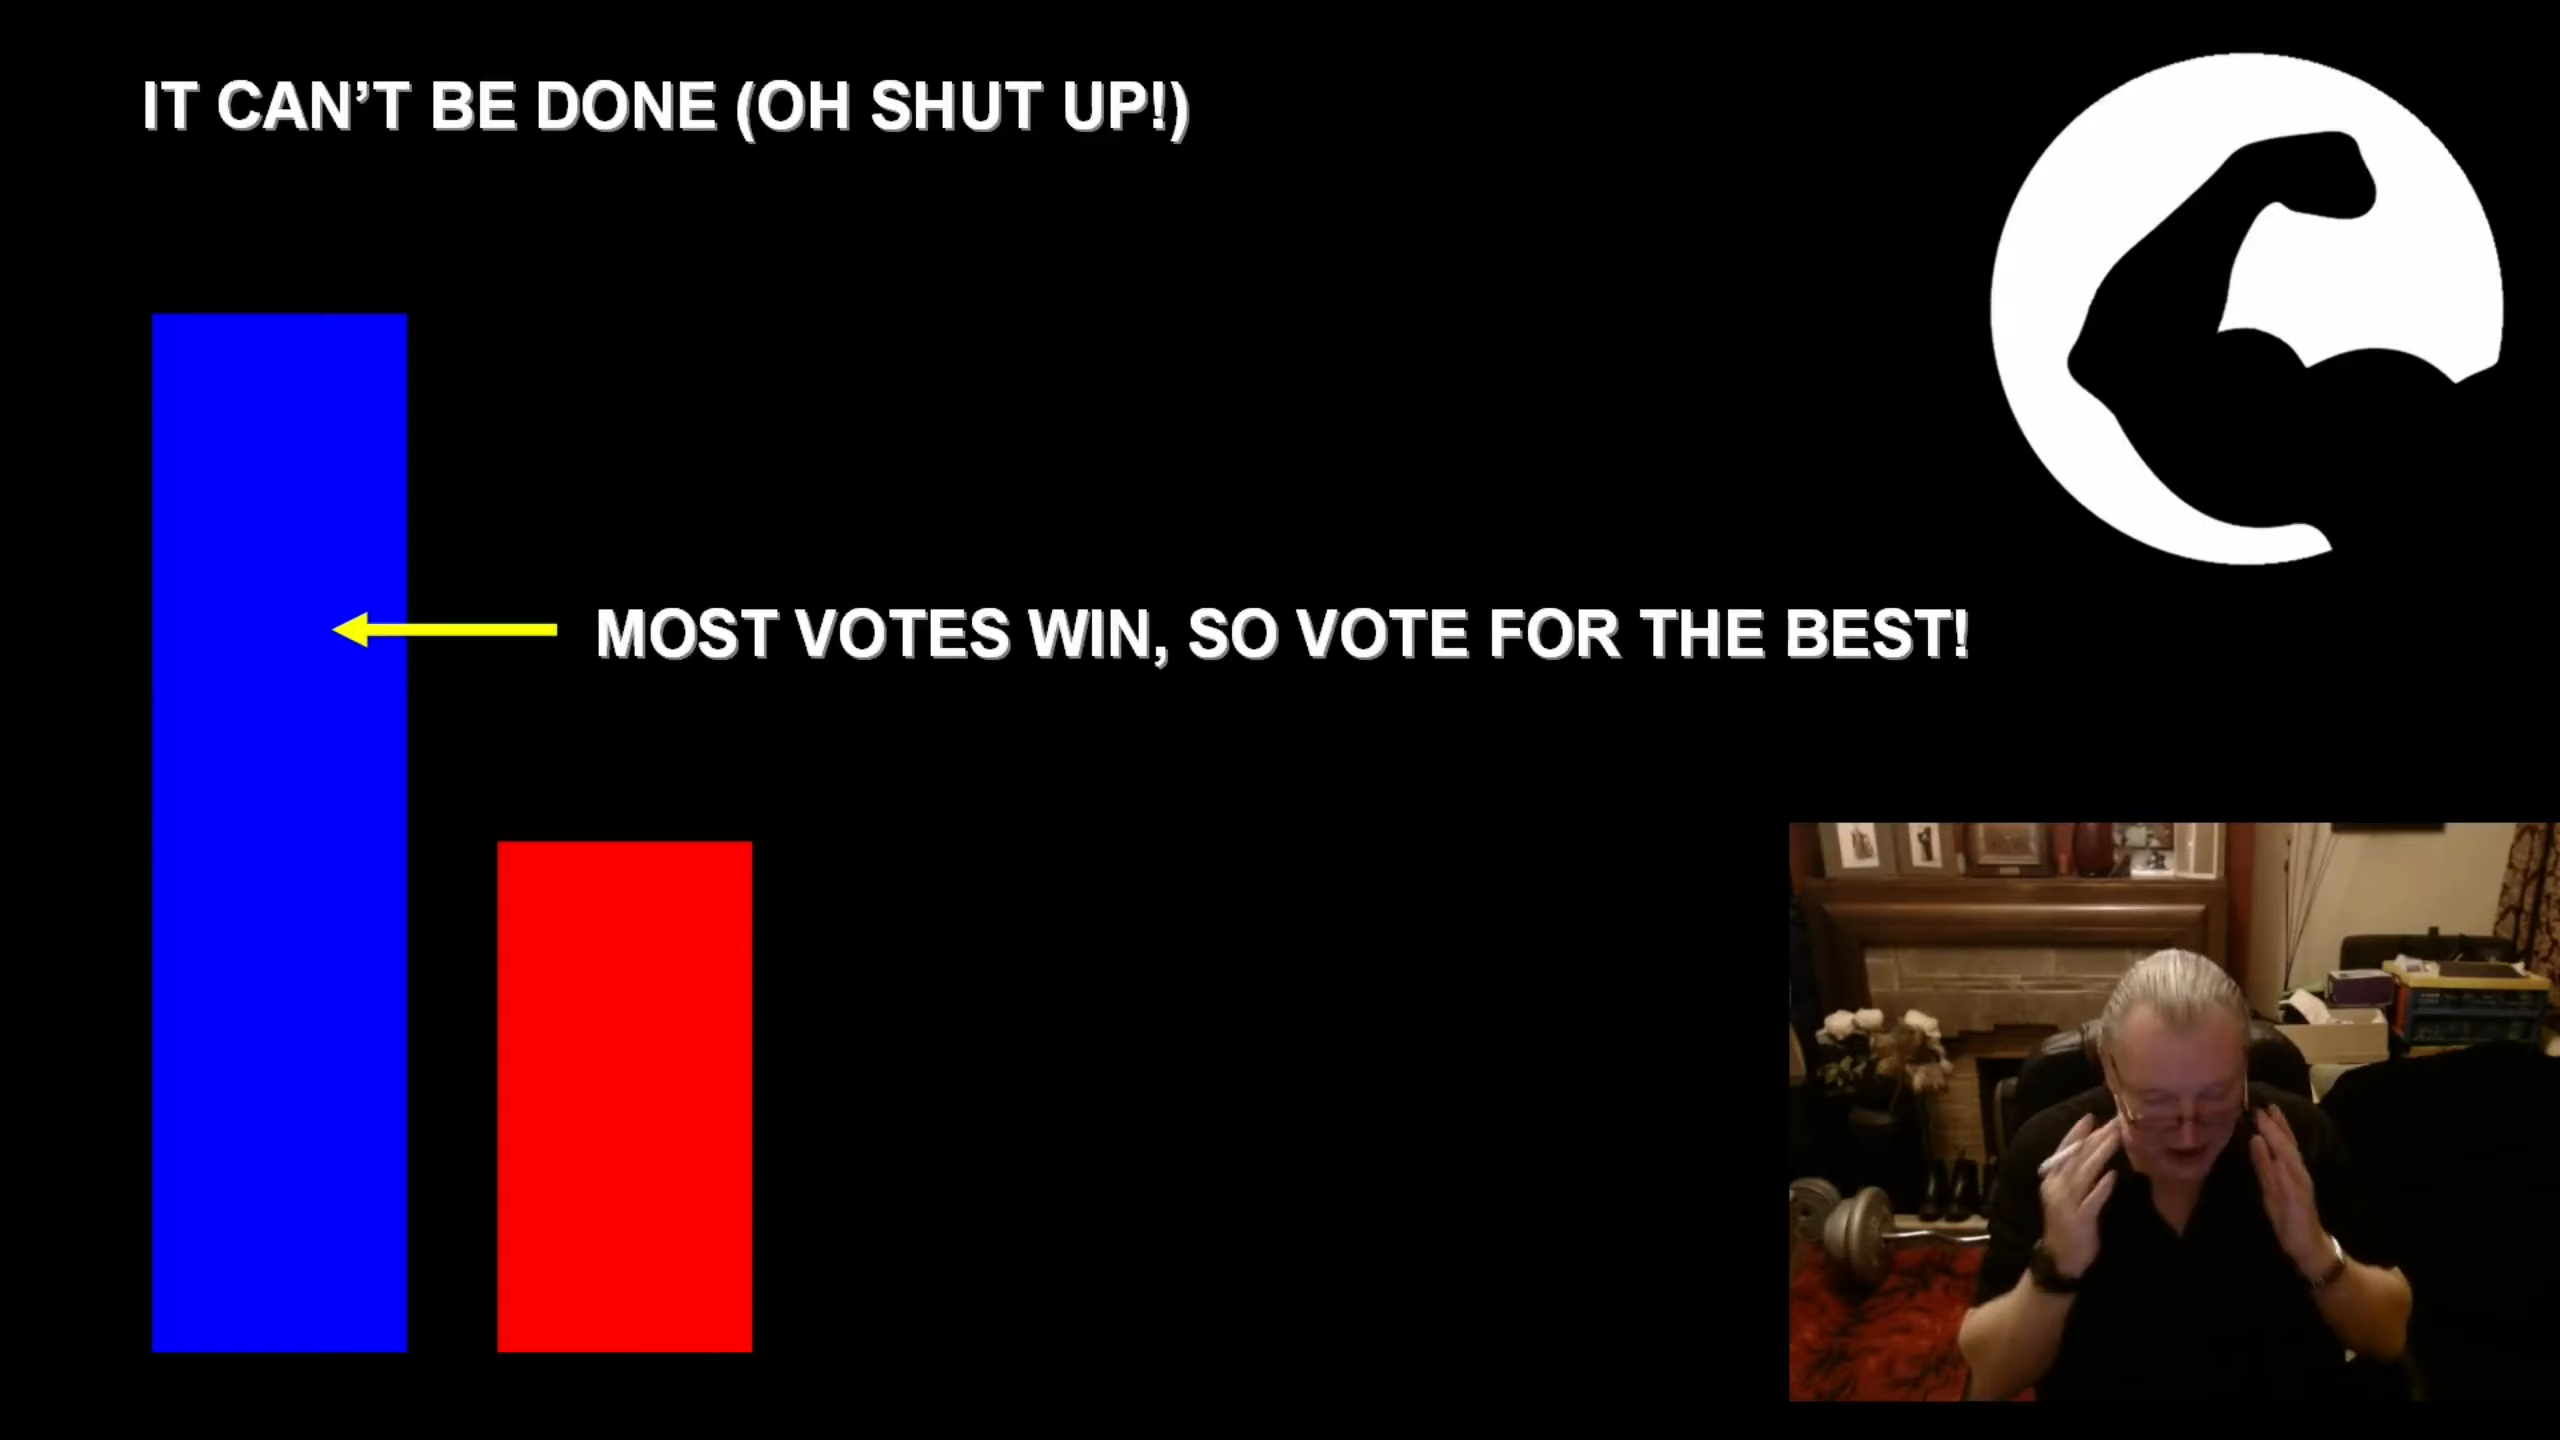 IT CAN’T BE DONE (OH SHUT UP!)
MOST VOTES WIN, SO VOTE FOR THE BEST!